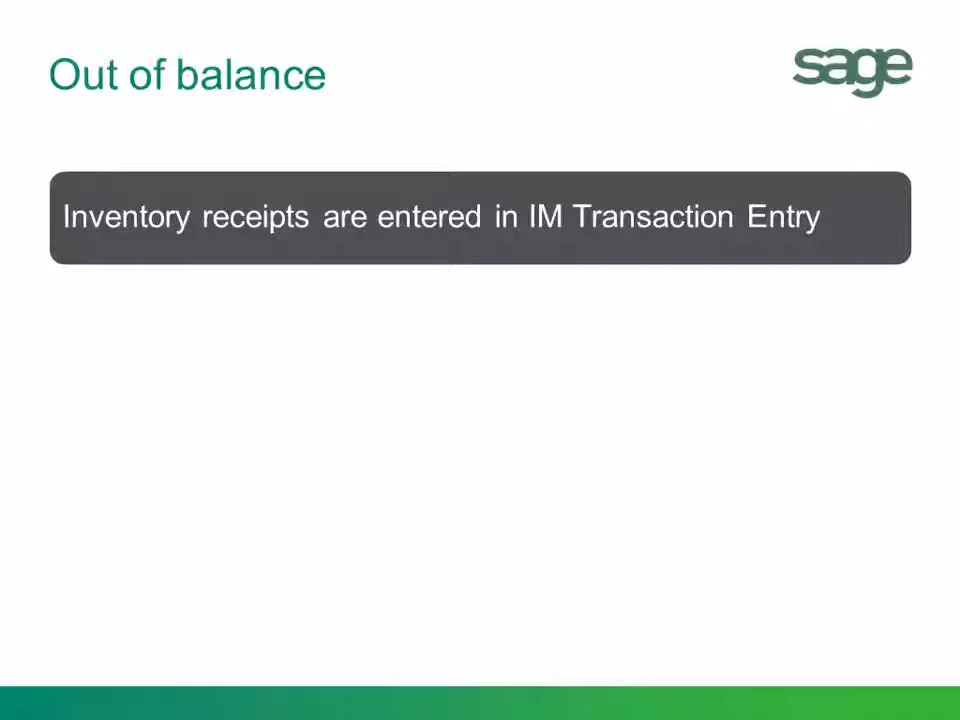 Out of balance
sage
Inventory receipts are entered in IM Transaction Entry